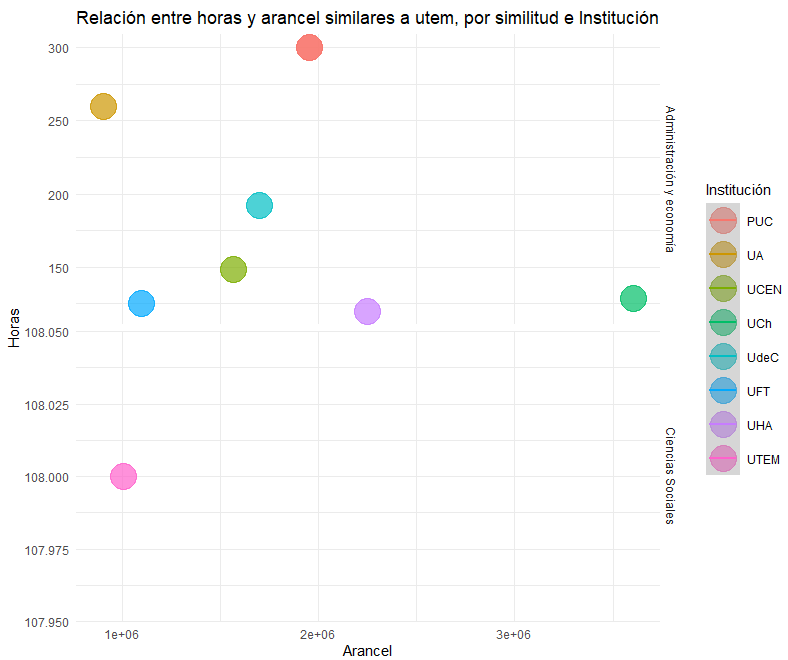 Relación entre horas y arancel similares a utem, por similitud e Institución
300
250
200
150
Administración y economía
108.050
108.025
108.000
107.975
107.950
Ciencias Sociales
Horas
1e+06
2e+06
3e+06
Arancel
Institución
PUC
UA
UCEN
UCh
UdeC
UFT
UHA
UTEM